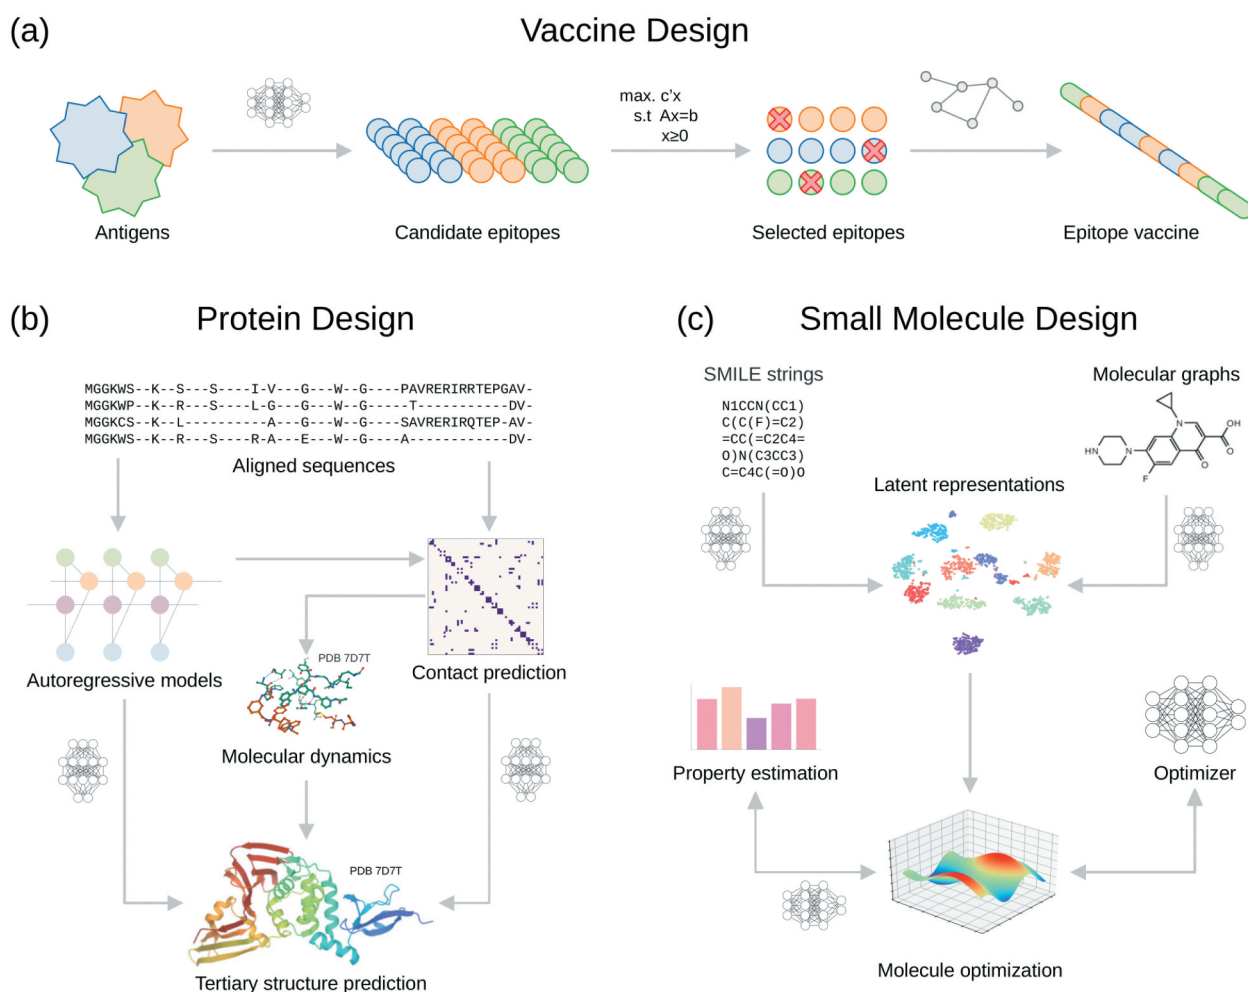 (a)
Vaccine Design
max. c'x
s.t Ax=b
x≥0
Antigens
Candidate epitopes
Selected epitopes
Epitope vaccine
(b)
Protein Design
MGGKWS--K--S---S----I-V---G---W--G----PAVRERIRRTEPGAV-
MGGKWP--K--R---S----L-G---G---W--G-----T-----------DV-
MGGKCS--K--L----------A---G---W--G----SAVRERIRQTEP-AV-
MGGKWS--K--R---S----R-A---E---W--G----A------------DV-
Aligned sequences
Autoregressive models
Contact prediction
PDB 7D7T
Molecular dynamics
PDB 7D7T
Tertiary structure prediction
(c)
Small Molecule Design
SMILE strings
Molecular graphs
N1CCN(CC1)
C(C(F)=C2)
=CC(=C2C4=
O)N(C3CC3)
C=C4C(=O)O
N
OH
HN
N
O
O
F
Latent representations
Property estimation
Optimizer
Molecule optimization